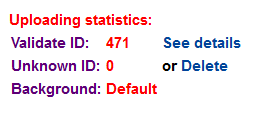 Uploading statistics:
Validate ID: 471 See details
Unknown ID: 0 or Delete
Background: Default